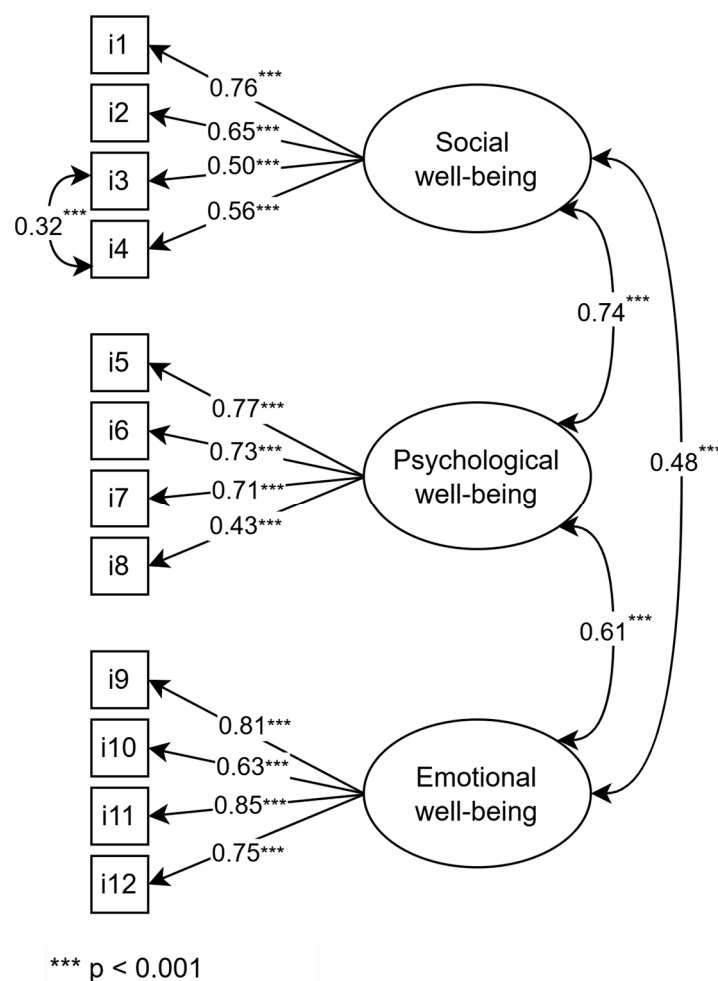 i1
0.76***
i2
0.65***
i3
0.50***
i4
0.56***
0.32***
Social
well-being
0.74***
i5
0.77***
i6
0.73***
i7
0.71***
i8
0.43***
Psychological
well-being
0.48***
0.61***
i9
0.81***
i10
0.63***
i11
0.85***
i12
0.75***
Emotional
well-being
*** p < 0.001